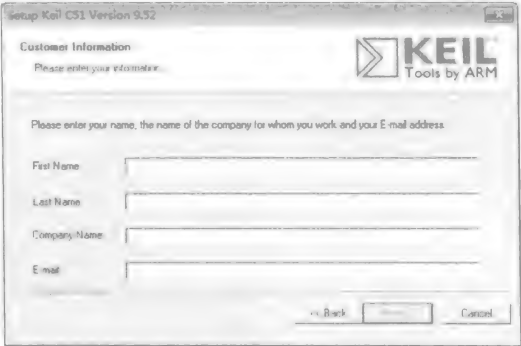 Setup Keil C51 Version 9.52
Customer Information
Please enter your information.
KEIL
Tools by ARM
Please enter your name, the name of the company for whom you work and your E-mail address.
First Name
Last Name
Company Name
E-mail
<< Back
Cancel